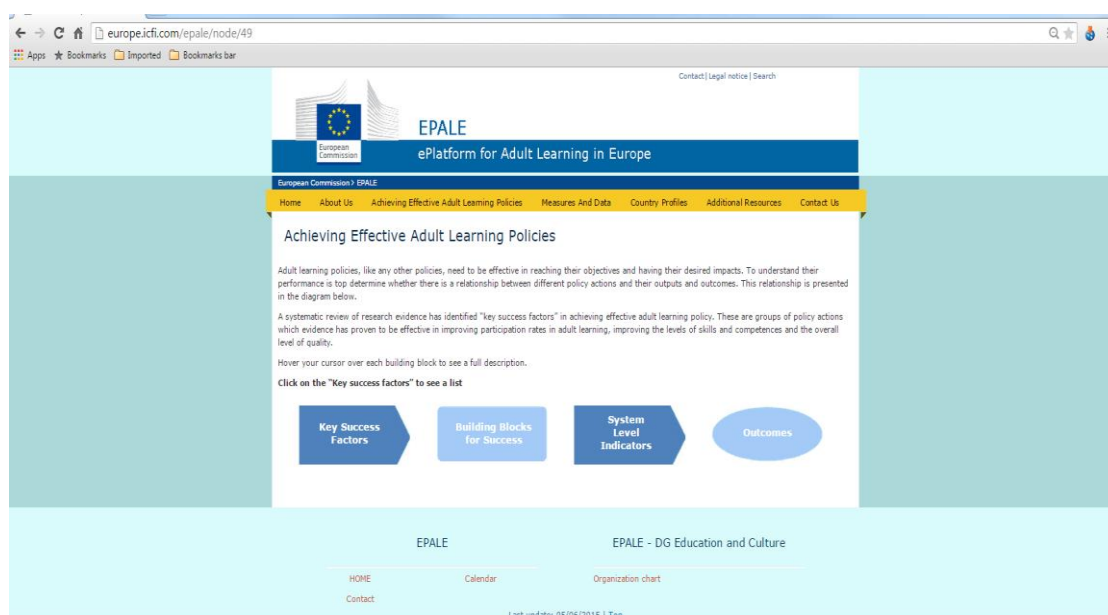 europe.icfi.com/epale/node/49
Apps Bookmarks Imported Bookmarks bar
Contact | Legal notice | Search
European
Commission
EPALE
ePlatform for Adult Learning in Europe
European Commission > EPALE
Home About Us Achieving Effective Adult Learning Policies Measures And Data Country Profiles Additional Resources Contact Us
Achieving Effective Adult Learning Policies
Adult learning policies, like any other policies, need to be effective in reaching their objectives and having their desired impacts. To understand their
performance is top determine whether there is a relationship between different policy actions and their outputs and outcomes. This relationship is presented
in the diagram below.
A systematic review of research evidence has identified "key success factors" in achieving effective adult learning policy. These are groups of policy actions
which evidence has proven to be effective in improving participation rates in adult learning, improving the levels of skills and competences and the overall
level of quality.
Hover your cursor over each building block to see a full description.
Click on the "Key success factors" to see a list
Key Success
Factors
Building Blocks
for Success
System
Level
Indicators
Outcomes
EPALE EPALE - DG Education and Culture
HOME Calendar Organization chart
Contact
Last update: 05/06/2015 | Top